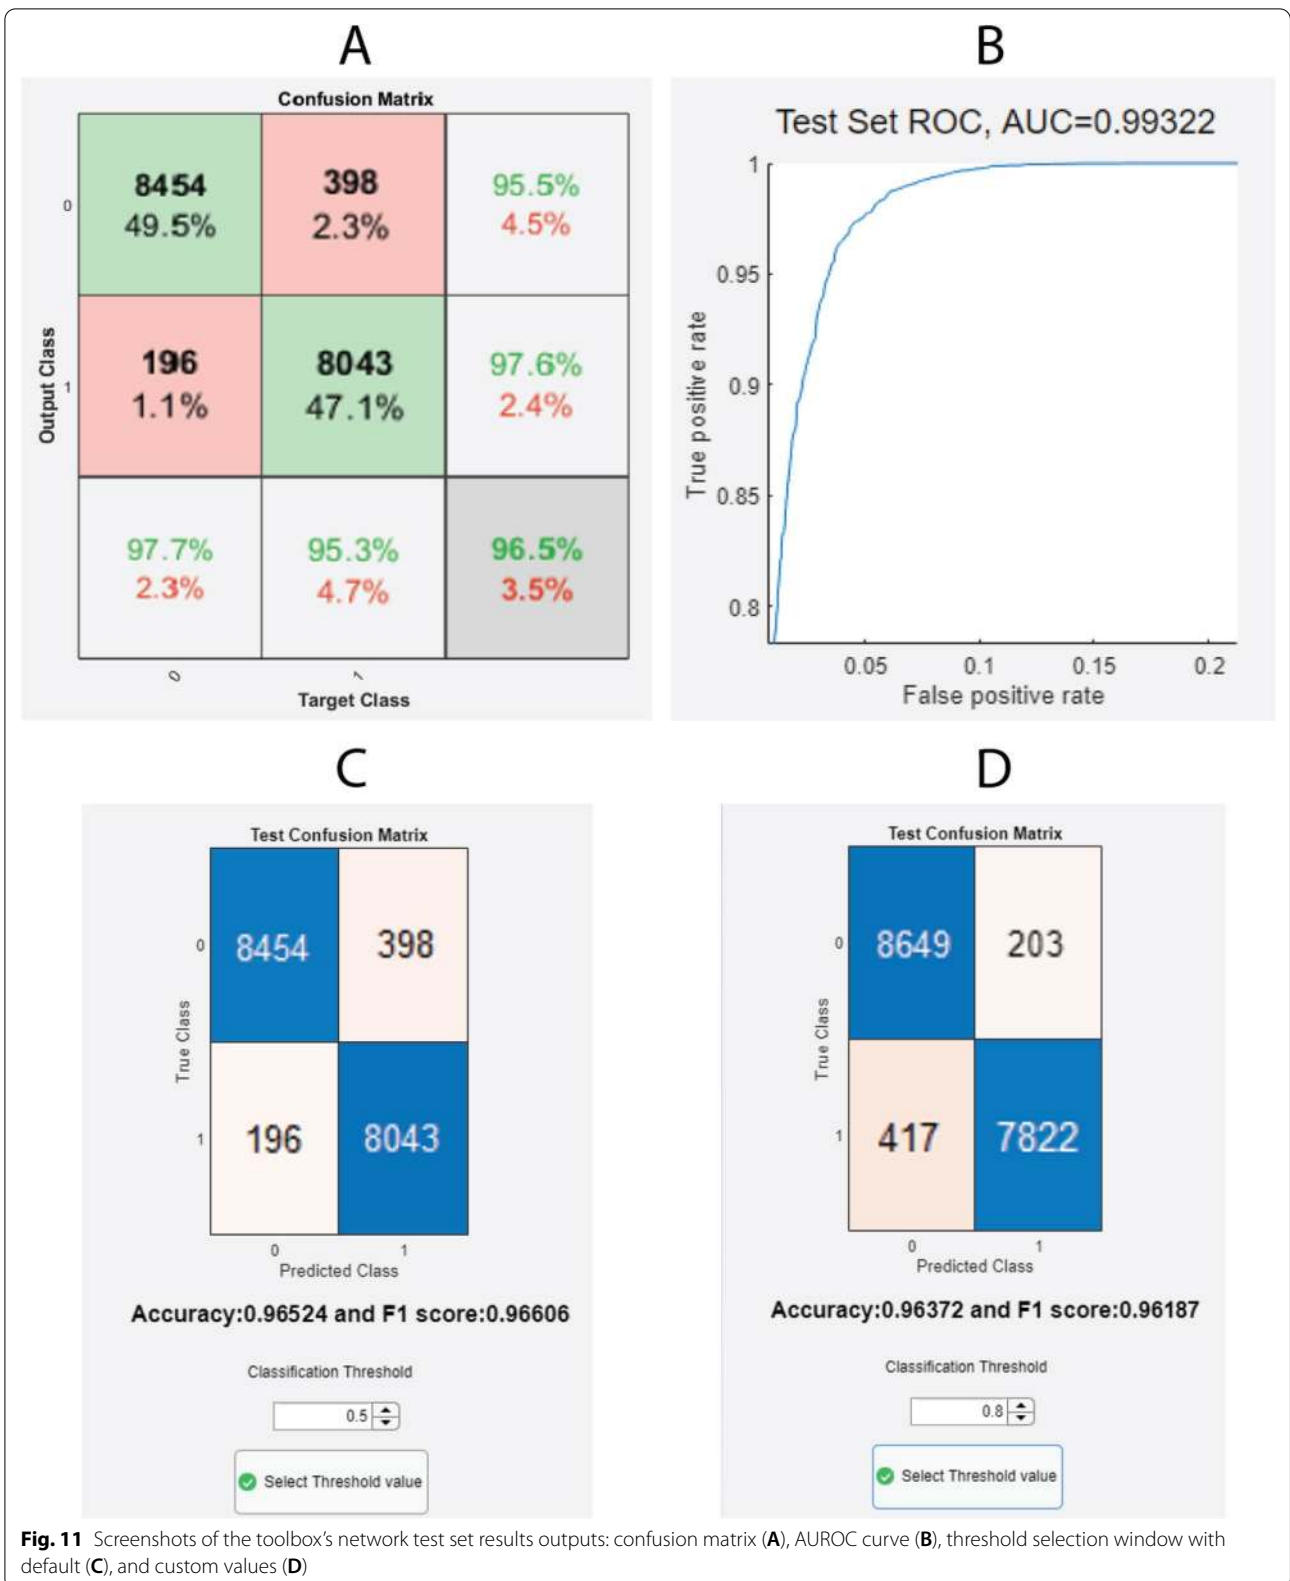 A
Confusion Matrix
8454
49.5%
398
2.3%
95.5%
4.5%
0
196
1.1%
8043
47.1%
97.6%
2.4%
1
97.7%
2.3%
95.3%
4.7%
96.5%
3.5%
Output Class
0
1
Target Class
B
Test Set ROC, AUC=0.99322
1
0.95
0.9
0.85
0.8
True positive rate
0.05 0.1 0.15 0.2
False positive rate
C
Test Confusion Matrix
0
8454 398
True Class
1
196 8043
0 1
Predicted Class
Accuracy:0.96524 and F1 score:0.96606
Classification Threshold
0.5
Select Threshold value
D
Test Confusion Matrix
0
8649 203
True Class
1
417 7822
0 1
Predicted Class
Accuracy:0.96372 and F1 score:0.96187
Classification Threshold
0.8
Select Threshold value
Fig. 11 Screenshots of the toolbox's network test set results outputs: confusion matrix (A), AUROC curve (B), threshold selection window with
default (C), and custom values (D)